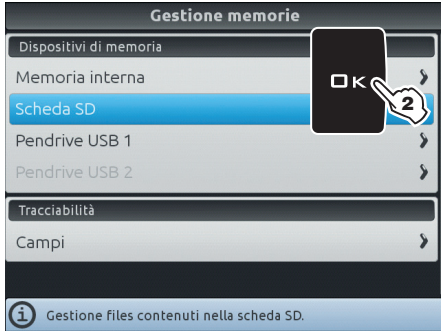 Gestione memorie
Dispositivi di memoria
Memoria interna
OK
2
Scheda SD
Pendrive USB 1
Pendrive USB 2
Tracciabilità
Campi
Gestione files contenuti nella scheda SD.